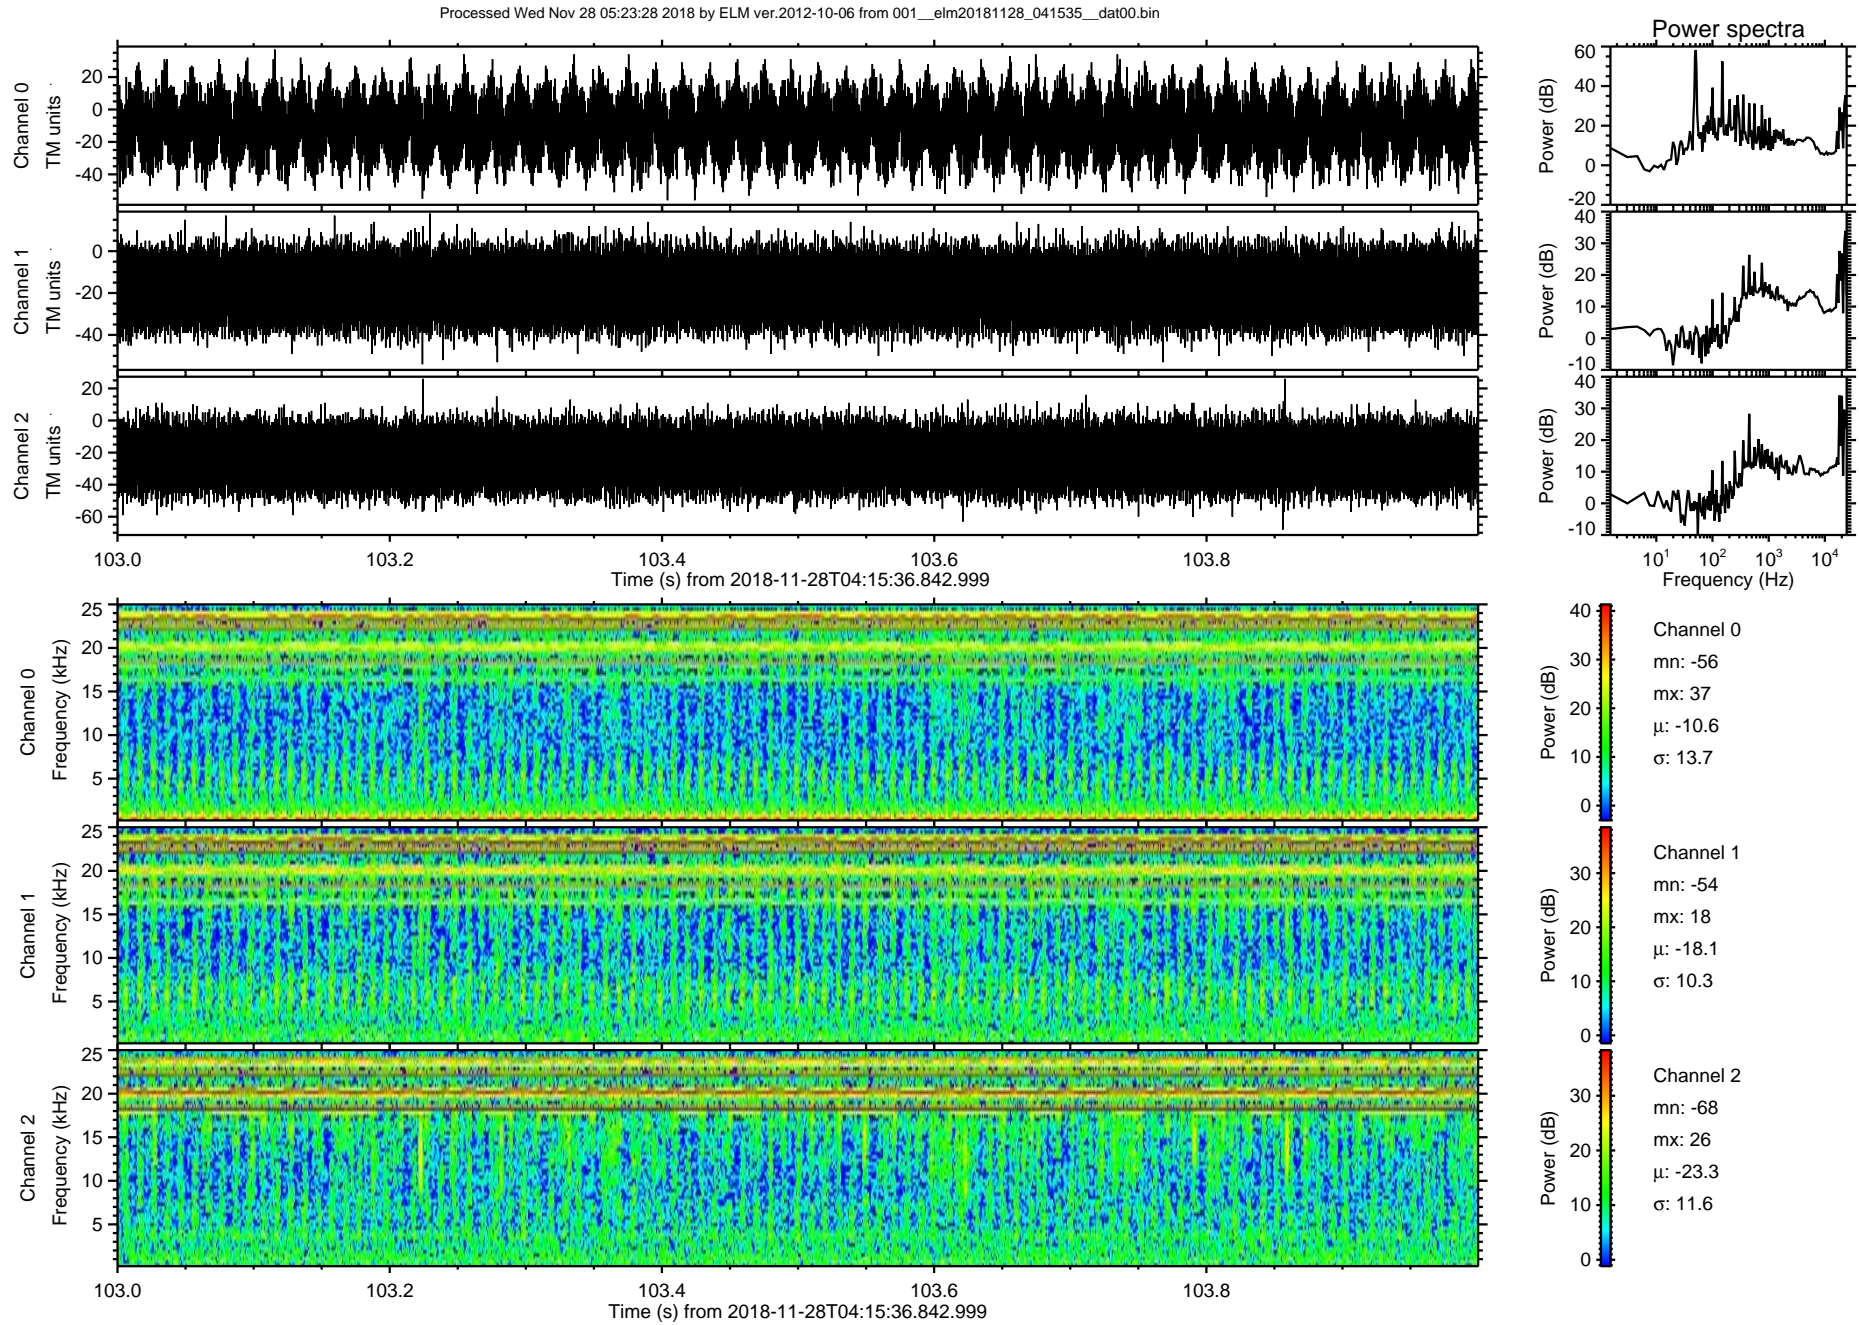 Processed Wed Nov 28 05:23:28 2018 by ELM ver.2012-10-06 from 001__elm20181128_041535__dat00.bin
Power spectra
Channel 0
TM units
20
0
-20
-40
Power (dB)
60
40
20
0
-20
Channel 1
TM units
0
-20
-40
Power (dB)
40
30
20
10
0
-10
Channel 2
TM units
20
0
-20
-40
-60
Power (dB)
40
30
20
10
0
-10
103.0 103.2 103.4 103.6 103.8
Time (s) from 2018-11-28T04:15:36.842.999
10^1 10^2 10^3 10^4
Frequency (Hz)
Channel 0
Frequency (kHz)
25
20
15
10
5
Power (dB)
40
30
20
10
0
Channel 0
mn: -56
mx: 37
μ: -10.6
σ: 13.7
Channel 1
Frequency (kHz)
25
20
15
10
5
Power (dB)
30
20
10
0
Channel 1
mn: -54
mx: 18
μ: -18.1
σ: 10.3
Channel 2
Frequency (kHz)
25
20
15
10
5
Power (dB)
30
20
10
0
Channel 2
mn: -68
mx: 26
μ: -23.3
σ: 11.6
103.0 103.2 103.4 103.6 103.8
Time (s) from 2018-11-28T04:15:36.842.999